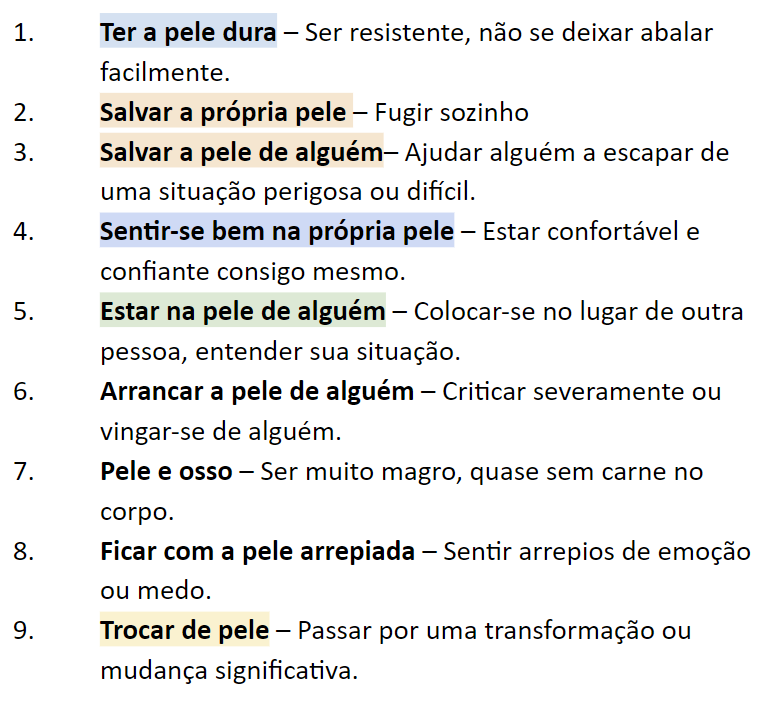 1. Ter a pele dura – Ser resistente, não se deixar abalar
facilmente.
2. Salvar a própria pele – Fugir sozinho
3. Salvar a pele de alguém– Ajudar alguém a escapar de
uma situação perigosa ou difícil.
4. Sentir-se bem na própria pele – Estar confortável e
confiante consigo mesmo.
5. Estar na pele de alguém – Colocar-se no lugar de outra
pessoa, entender sua situação.
6. Arrancar a pele de alguém – Criticar severamente ou
vingar-se de alguém.
7. Pele e osso – Ser muito magro, quase sem carne no
corpo.
8. Ficar com a pele arrepiada – Sentir arrepios de emoção
ou medo.
9. Trocar de pele – Passar por uma transformação ou
mudança significativa.